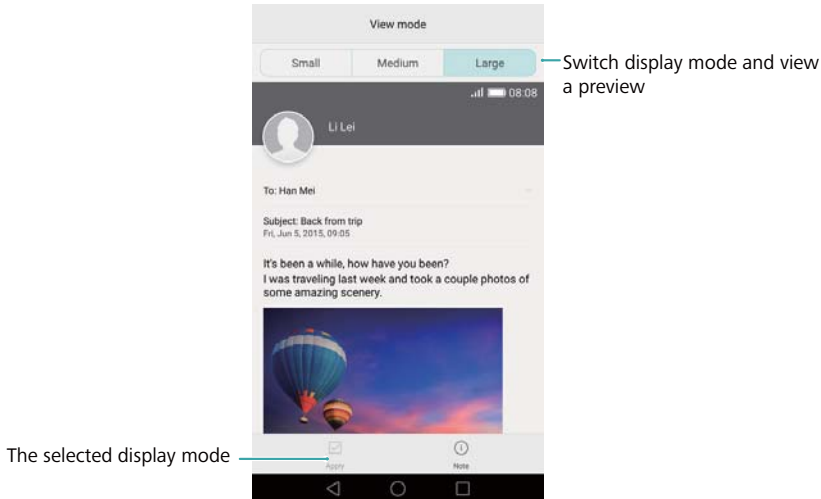 View mode
Small
Medium
Large
Switch display mode and view
a preview
08:08
Li Lei
To: Han Mei
Subject: Back from trip
Fri, Jun 5, 2015, 09:05
It's been a while, how have you been?
I was traveling last week and took a couple photos of
some amazing scenery.
The selected display mode
Apply
Note